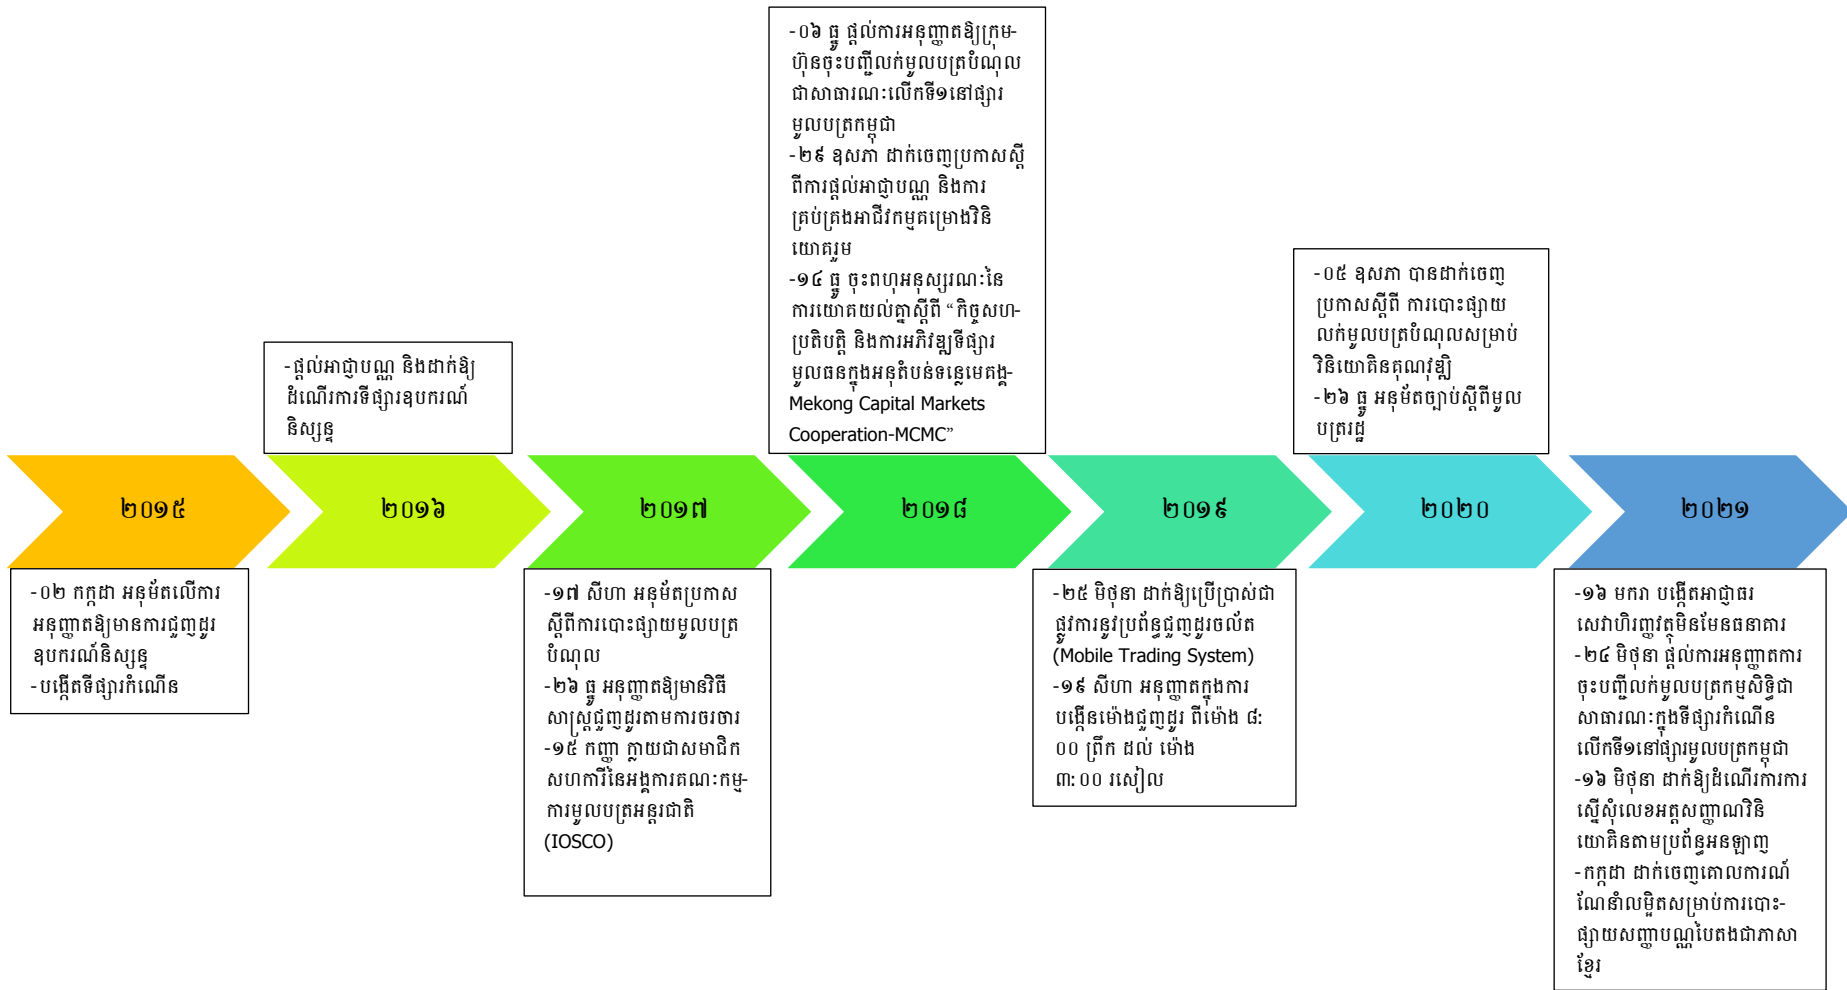 -០៦ ធ្នូ ផ្តល់ការអនុញ្ញាតឱ្យក្រុម-
ហ៊ុនចុះបញ្ជីលក់មូលបត្របំណុល
ជាសាធារណៈលើកទី១នៅផ្សារ
មូលបត្រកម្ពុជា
-២៩ ឧសភា ដាក់ចេញប្រកាសស្តី
ពីការផ្តល់អាជ្ញាបណ្ណ និងការ
គ្រប់គ្រងអាជីវកម្មគម្រោងវិនិ
យោគរួម
-១៤ ធ្នូ ចុះពហុអនុស្សរណៈនៃ
ការយោគយល់គ្នាស្តីពី “ កិច្ចសហ-
ប្រតិបត្តិ និងការអភិវឌ្ឍទីផ្សារ
មូលធនក្នុងអនុតំបន់ទន្លេមេគង្គ-
Mekong Capital Markets
Cooperation-MCMC”
-ផ្តល់អាជ្ញាបណ្ណ និងដាក់ឱ្យ
ដំណើរការទីផ្សារឧបករណ៍
និស្សន្ទ
-០៥ ឧសភា បានដាក់ចេញ
ប្រកាសស្តីពី ការបោះផ្សាយ
លក់មូលបត្របំណុលសម្រាប់
វិនិយោគិនគុណវុឌ្ឍិ
-២៦ ធ្នូ អនុម័តច្បាប់ស្តីពីមូល
បត្ររដ្ឋ
២០១៥
២០១៦
២០១៧
២០១៨
២០១៩
២០២០
២០២១
-០២ កក្កដា អនុម័តលើការ
អនុញ្ញាតឱ្យមានការជួញដូរ
ឧបករណ៍និស្សន្ទ
-បង្កើតទីផ្សារកំណើន
-១៧ សីហា អនុម័តប្រកាស
ស្តីពីការបោះផ្សាយមូលបត្រ
បំណុល
-២៦ ធ្នូ អនុញ្ញាតឱ្យមានវិធី
សាស្ត្រជួញដូរតាមការចរចារ
-១៥ កញ្ញា ក្លាយជាសមាជិក
សហការីនៃអង្គការគណៈកម្ម-
ការមូលបត្រអន្តរជាតិ
(IOSCO)
-២៥ មិថុនា ដាក់ឱ្យប្រើប្រាស់ជា
ផ្លូវការនូវប្រព័ន្ធជួញដូរចល័ត
(Mobile Trading System)
-១៩ សីហា អនុញ្ញាតក្នុងការ
បង្កើនម៉ោងជួញដូរ ពីម៉ោង ៨:
០០ ព្រឹក ដល់ ម៉ោង
៣:០០ រសៀល
-១៦ មករា បង្កើតអាជ្ញាធរ
សេវាហិរញ្ញវត្ថុមិនមែនធនាគារ
-២៤ មិថុនា ផ្តល់ការអនុញ្ញាតការ
ចុះបញ្ជីលក់មូលបត្រកម្មសិទ្ធិជា
សាធារណៈក្នុងទីផ្សារកំណើន
លើកទី១នៅផ្សារមូលបត្រកម្ពុជា
-១៦ មិថុនា ដាក់ឱ្យដំណើរការការ
ស្នើសុំលេខអត្តសញ្ញាណវិនិ
យោគិនតាមប្រព័ន្ធអនឡាញ
-កក្កដា ដាក់ចេញគោលការណ៍
ណែនាំលម្អិតសម្រាប់ការបោះ-
ផ្សាយសញ្ញាបណ្ណបៃតងជាភាសា
ខ្មែរ